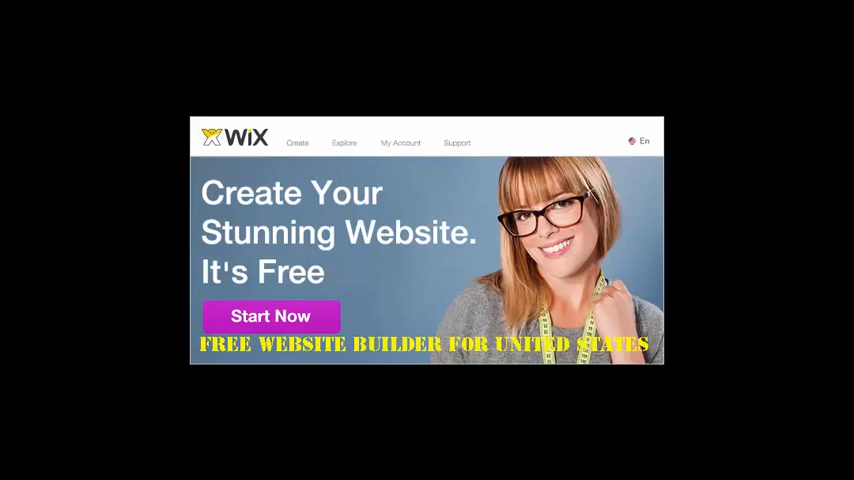 WiX
Create Explore My Account Support En
Create Your
Stunning Website.
It's Free
Start Now
FREE WEBSITE BUILDER FOR UNITED STATES